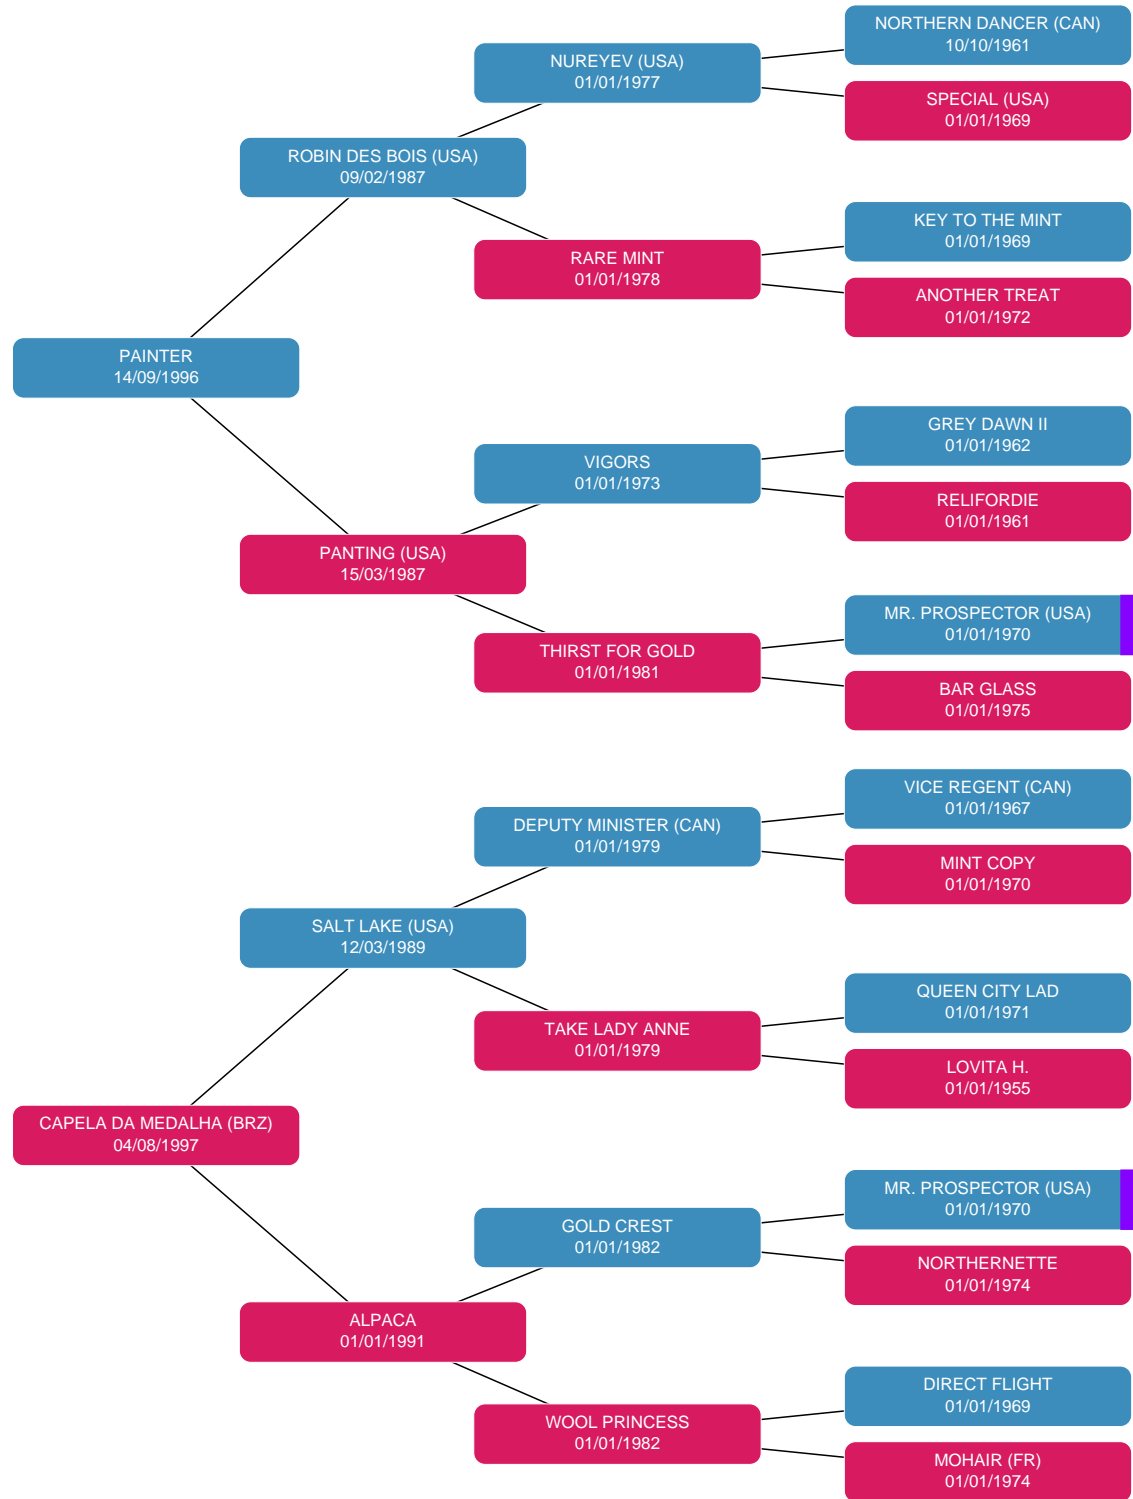 NORTHERN DANCER (CAN)
10/10/1961
NUREYEV (USA)
01/01/1977
SPECIAL (USA)
01/01/1969
ROBIN DES BOIS (USA)
09/02/1987
KEY TO THE MINT
01/01/1969
RARE MINT
01/01/1978
ANOTHER TREAT
01/01/1972
PAINTER
14/09/1996
GREY DAWN II
01/01/1962
VIGORS
01/01/1973
RELIFORDIE
01/01/1961
PANTING (USA)
15/03/1987
MR. PROSPECTOR (USA)
01/01/1970
THIRST FOR GOLD
01/01/1981
BAR GLASS
01/01/1975
VICE REGENT (CAN)
01/01/1967
DEPUTY MINISTER (CAN)
01/01/1979
MINT COPY
01/01/1970
SALT LAKE (USA)
12/03/1989
QUEEN CITY LAD
01/01/1971
TAKE LADY ANNE
01/01/1979
LOVITA H.
01/01/1955
CAPELA DA MEDALHA (BRZ)
04/08/1997
MR. PROSPECTOR (USA)
01/01/1970
GOLD CREST
01/01/1982
NORTHERNETTE
01/01/1974
ALPACA
01/01/1991
DIRECT FLIGHT
01/01/1969
WOOL PRINCESS
01/01/1982
MOHAIR (FR)
01/01/1974